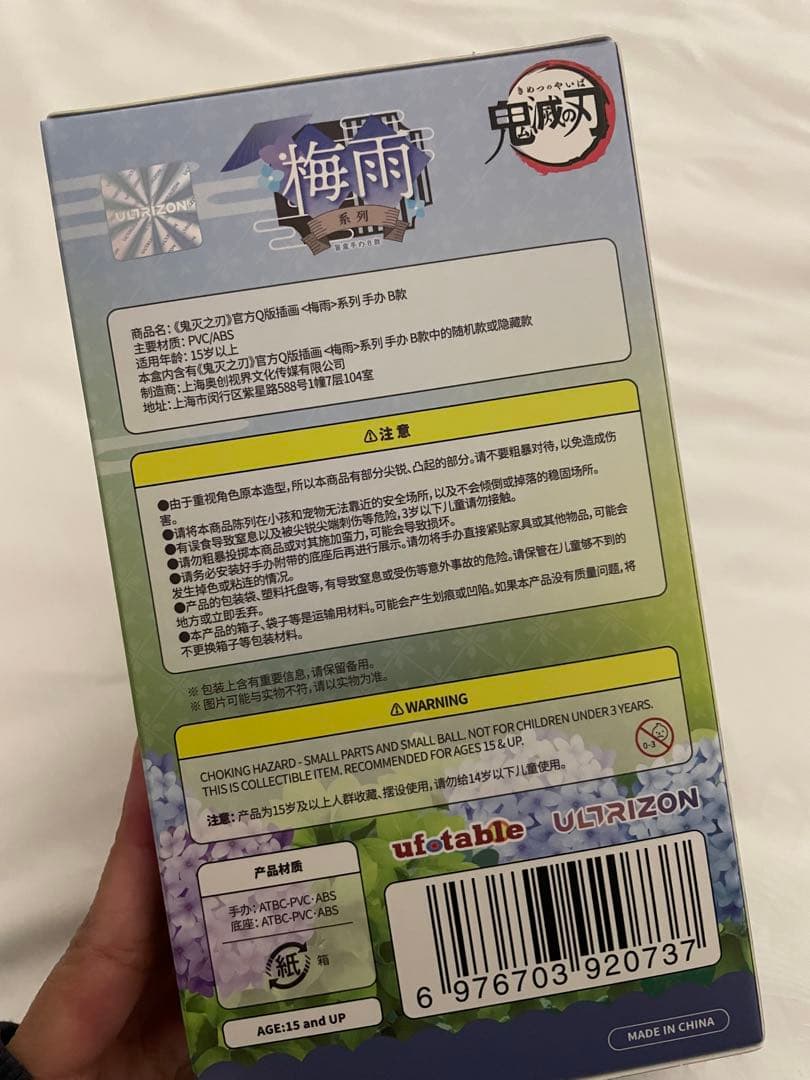 きめつのやいば
鬼滅の刃
ULTRIZON
梅雨
系列
盲盒手办B款
商品名：《鬼灭之刃》官方Q版插画 <梅雨>系列 手办 B款
主要材质：PVC/ABS
适用年龄：15岁以上
本盒内含有《鬼灭之刃》官方Q版插画 <梅雨>系列 手办 B款中的随机款或隐藏款
制造商：上海奥创视界文化传媒有限公司
地址：上海市闵行区紫星路588号1幢7层104室
⚠注意
●由于重视角色原本造型，所以本商品有部分尖锐、凸起的部分。请不要粗暴对待，以免造成伤
害。
●请将本商品陈列在小孩和宠物无法靠近的安全场所，以及不会倾倒或掉落的稳固场所。
●有误食导致窒息以及被尖锐尖端刺伤等危险，3岁以下儿童请勿接触。
●请勿粗暴投掷本商品或对其施加蛮力，可能会导致损坏。
●请务必安装好手办附带的底座后再进行展示。请勿将手办直接紧贴家具或其他物品，可能会
发生掉色或粘连的情况。
●产品的包装袋、塑料托盘等，有导致窒息或受伤等意外事故的危险。请保管在儿童够不到的
地方或立即丢弃。
●本产品的箱子、袋子等是运输用材料。可能会产生划痕或凹陷。如果本产品没有质量问题，将
不更换箱子等包装材料。
※ 包装上含有重要信息，请保留备用。
※ 图片可能与实物不符，请以实物为准。
⚠WARNING
CHOKING HAZARD - SMALL PARTS AND SMALL BALL. NOT FOR CHILDREN UNDER 3 YEARS.
THIS IS COLLECTIBLE ITEM. RECOMMENDED FOR AGES 15 & UP.
0-3
注意：产品为15岁及以上人群收藏、摆设使用，请勿给14岁以下儿童使用。
ufotable ULTRIZON
产品材质
手办：ATBC-PVC·ABS
底座：ATBC-PVC·ABS
紙 箱
AGE:15 and UP
6 976703 920737
MADE IN CHINA